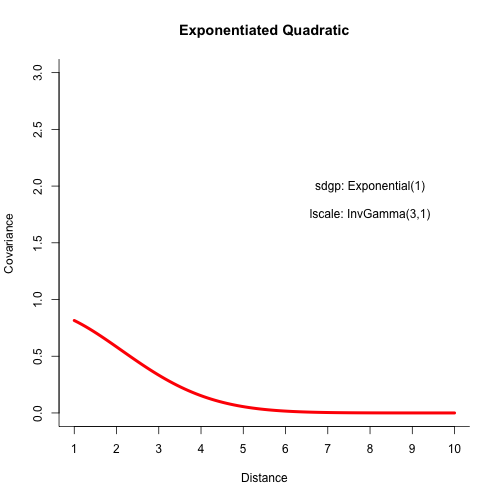 Exponentiated Quadratic
3.0
2.5
2.0
1.5
1.0
0.5
0.0
Covariance
sdgp: Exponential(1)
lscale: InvGamma(3,1)
1 2 3 4 5 6 7 8 9 10
Distance